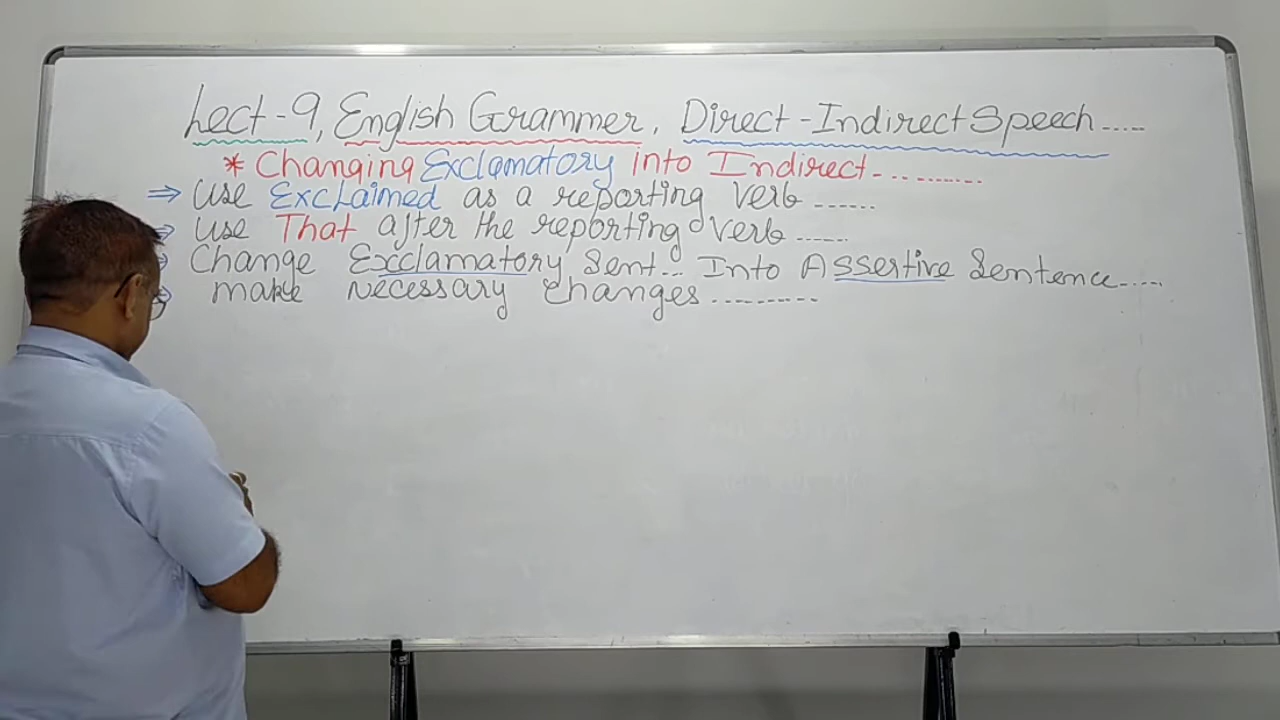 Lect-9, English Grammer, Direct-Indirect Speech.....
* Changing Exclamatory into Indirect..........
⇒ Use Exclaimed as a reporting verb ......
⇒ Use That after the reporting verb ......
⇒ Change Exclamatory Sent... Into Assertive Sentence.....
⇒ make necessary changes..........